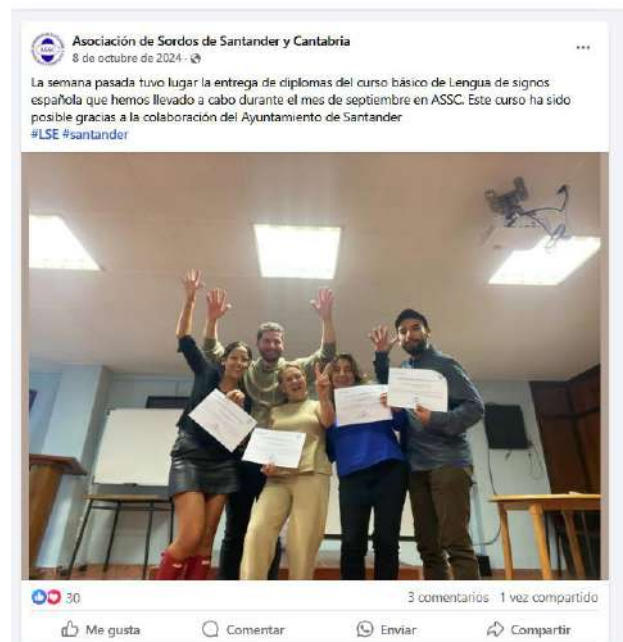 Asociación de Sordos de Santander y Cantabria
8 de octubre de 2024 ·
La semana pasada tuvo lugar la entrega de diplomas del curso básico de Lengua de signos
española que hemos llevado a cabo durante el mes de septiembre en ASSC. Este curso ha sido
posible gracias a la colaboración del Ayuntamiento de Santander
#LSE #santander
30
3 comentarios 1 vez compartido
Me gusta
Comentar
Enviar
Compartir